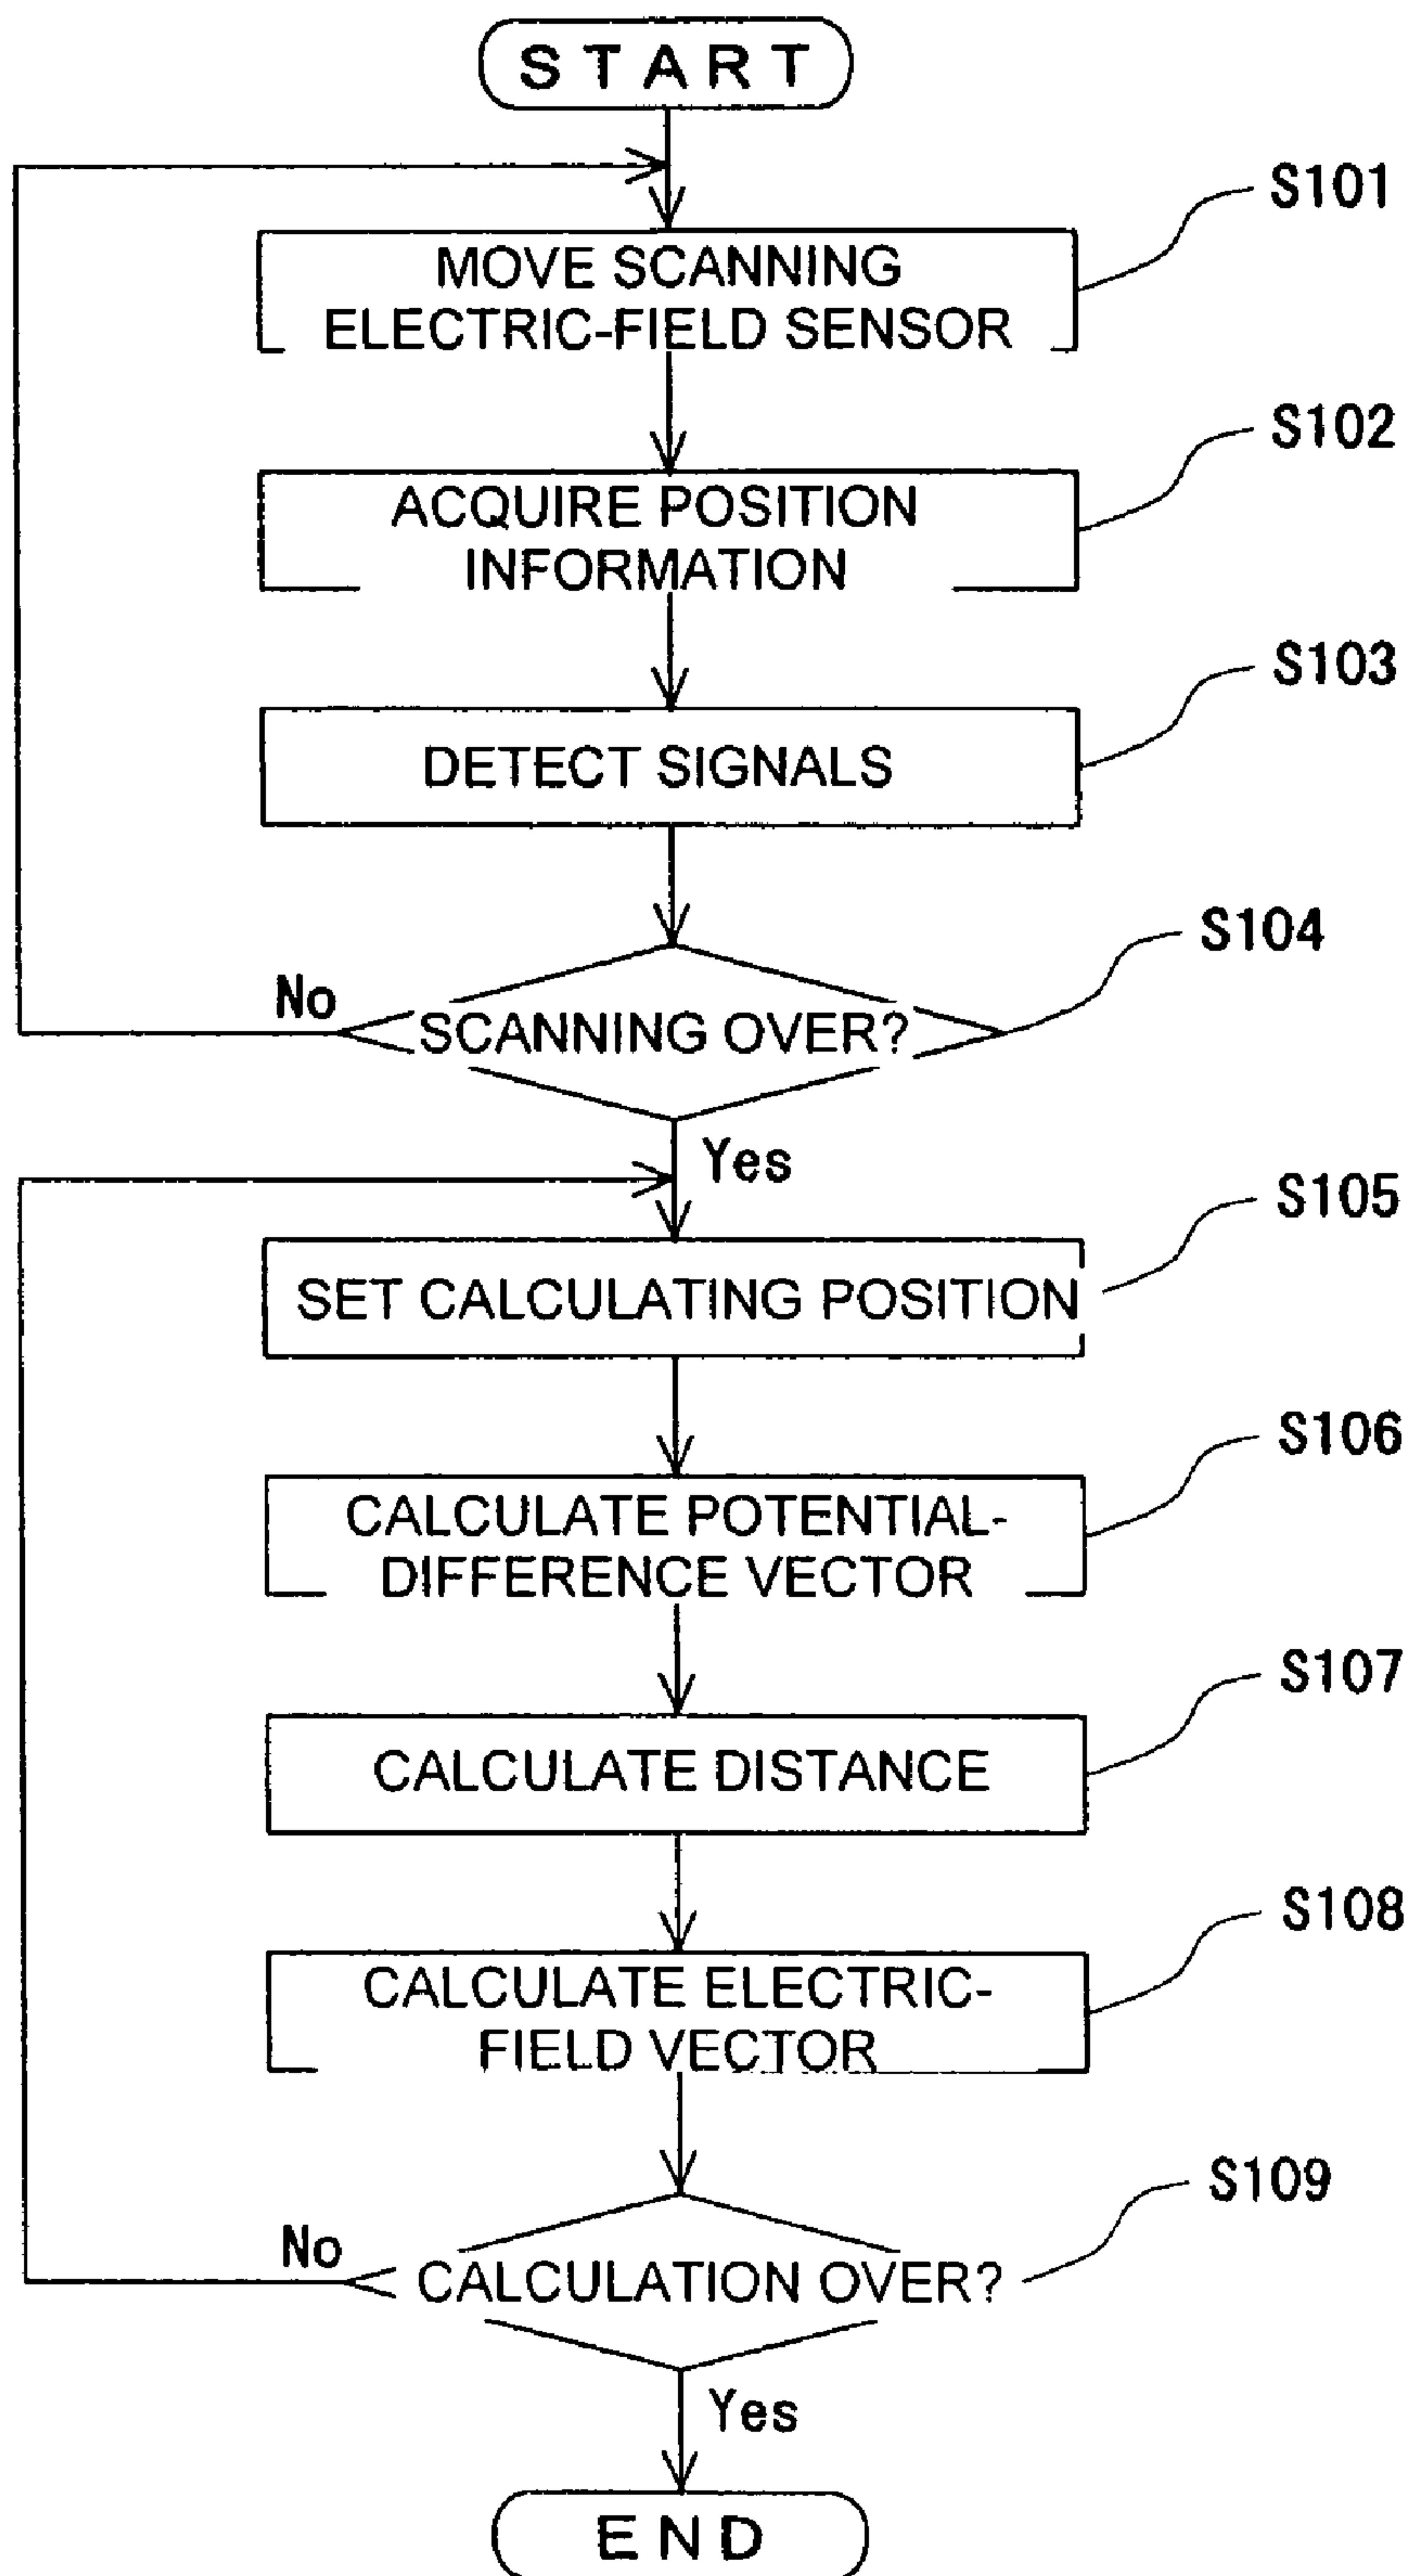 START
S101
MOVE SCANNING
ELECTRIC-FIELD SENSOR
S102
ACQUIRE POSITION
INFORMATION
S103
DETECT SIGNALS
S104
No
SCANNING OVER?
Yes
S105
SET CALCULATING POSITION
S106
CALCULATE POTENTIAL-
DIFFERENCE VECTOR
S107
CALCULATE DISTANCE
S108
CALCULATE ELECTRIC-
FIELD VECTOR
S109
No
CALCULATION OVER?
Yes
END